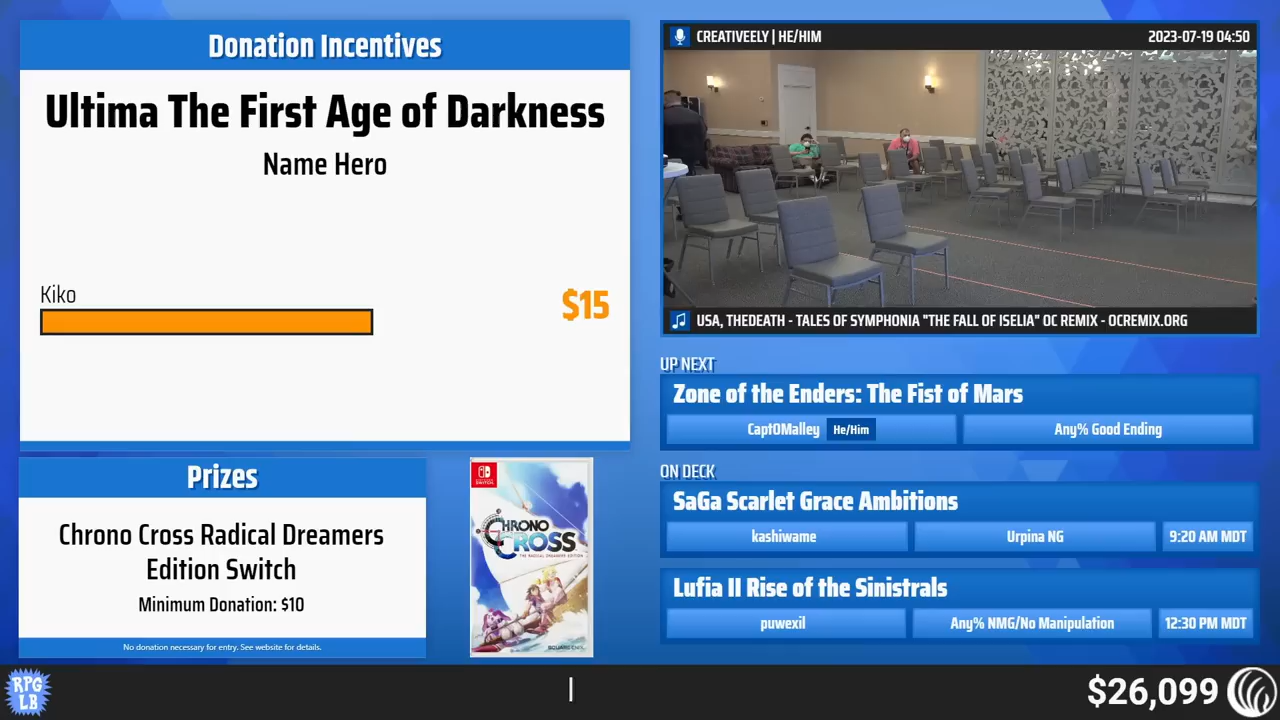 Donation Incentives
Ultima The First Age of Darkness
Name Hero
Kiko
$15
CREATIVEELY | HE/HIM
2023-07-19 04:50
USA, THEDEATH - TALES OF SYMPHONIA "THE FALL OF ISELIA" OC REMIX - OCREMIX.ORG
UP NEXT
Zone of the Enders: The Fist of Mars
CaptOMalley He/Him
Any% Good Ending
ON DECK
SaGa Scarlet Grace Ambitions
kashiwame
Urpina NG
9:20 AM MDT
Lufia II Rise of the Sinistrals
puwexil
Any% NMG/No Manipulation
12:30 PM MDT
Prizes
Chrono Cross Radical Dreamers
Edition Switch
Minimum Donation: $10
No donation necessary for entry. See website for details.
CHRONO
CROSS
THE RADICAL DREAMERS EDITION
SQUARE ENIX
RPG
LB
$26,099